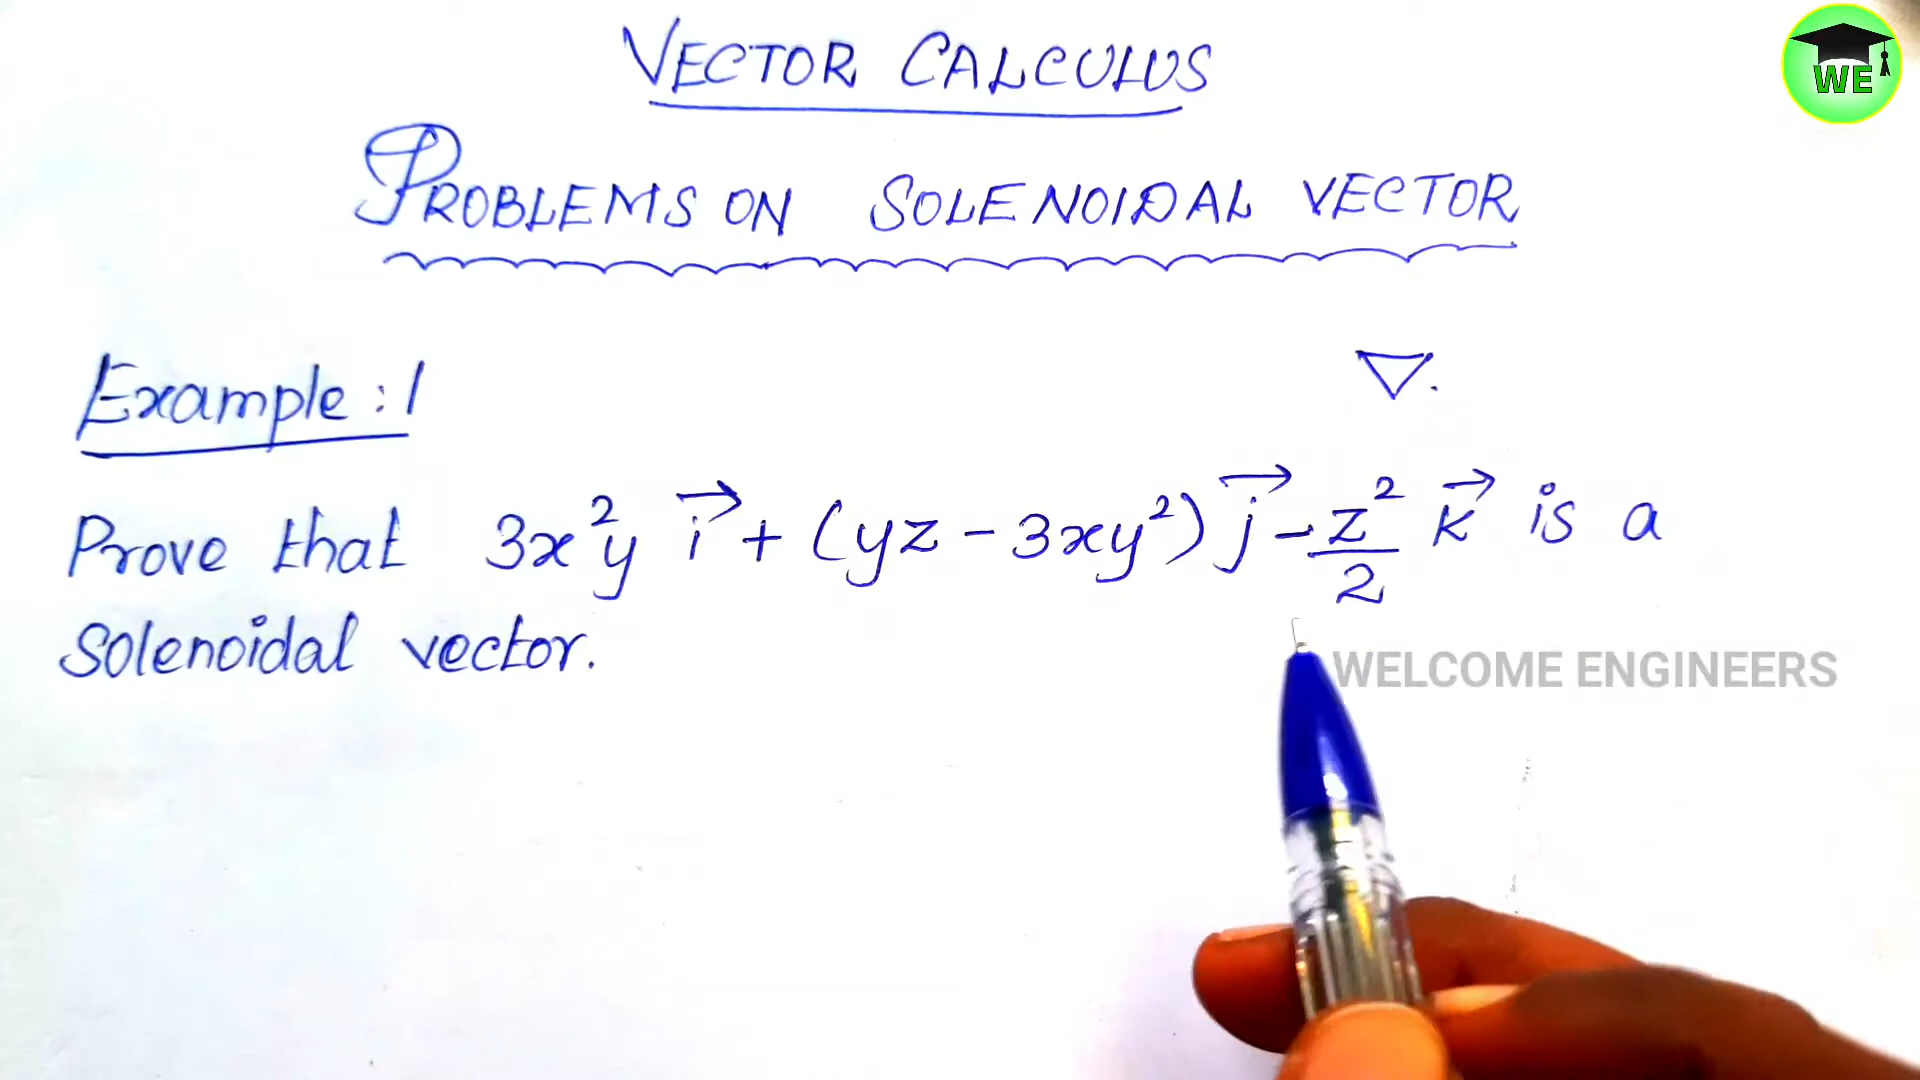 VECTOR CALCULUS
WE
PROBLEMS ON SOLENOIDAL VECTOR
Example : 1
∇.
Prove that 3x²y i⃗ + (yz - 3xy²) j⃗ - z²/2 k⃗ is a
Solenoidal vector.
WELCOME ENGINEERS